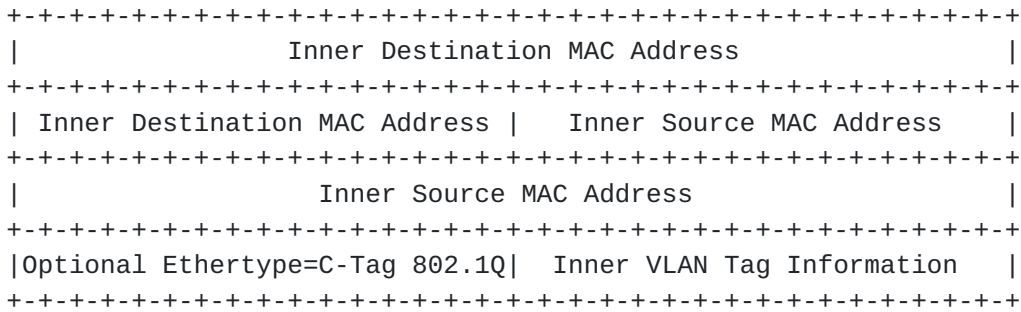 +-+-+-+-+-+-+-+-+-+-+-+-+-+-+-+-+-+-+-+-+-+-+-+-+-+-+-+-+-+-+-+-+
|                 Inner Destination MAC Address                 |
+-+-+-+-+-+-+-+-+-+-+-+-+-+-+-+-+-+-+-+-+-+-+-+-+-+-+-+-+-+-+-+-+
| Inner Destination MAC Address |   Inner Source MAC Address    |
+-+-+-+-+-+-+-+-+-+-+-+-+-+-+-+-+-+-+-+-+-+-+-+-+-+-+-+-+-+-+-+-+
|                   Inner Source MAC Address                    |
+-+-+-+-+-+-+-+-+-+-+-+-+-+-+-+-+-+-+-+-+-+-+-+-+-+-+-+-+-+-+-+-+
|Optional Ethertype=C-Tag 802.1Q|  Inner VLAN Tag Information   |
+-+-+-+-+-+-+-+-+-+-+-+-+-+-+-+-+-+-+-+-+-+-+-+-+-+-+-+-+-+-+-+-+